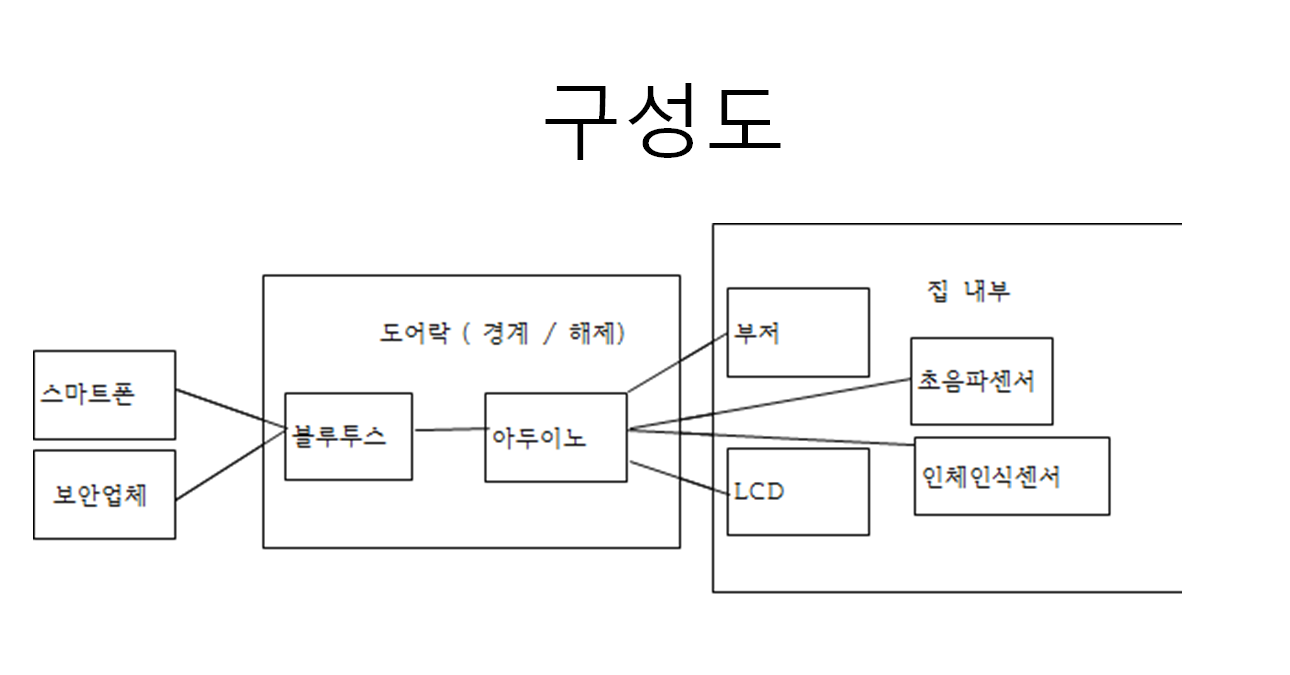 구성도
집 내부
도어락 ( 경계 / 해제)
부저
스마트폰
초음파센서
블루투스
아두이노
보안업체
LCD
인체인식센서